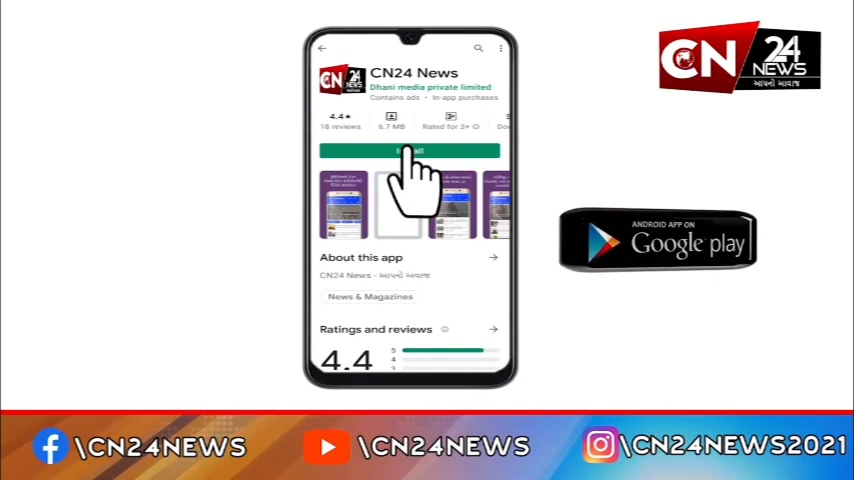 CN24 News
Dhani media private limited
Contains ads • In-app purchases
4.4★
18 reviews
6.7 MB
3+
Rated for 3+
About this app
CN24 News - આપનો અવાજ
News & Magazines
Ratings and reviews
4.4
5
4
3
CN 24
NEWS
આપનો અવાજ
ANDROID APP ON
Google play
\CN24NEWS
\CN24NEWS
\CN24NEWS2021